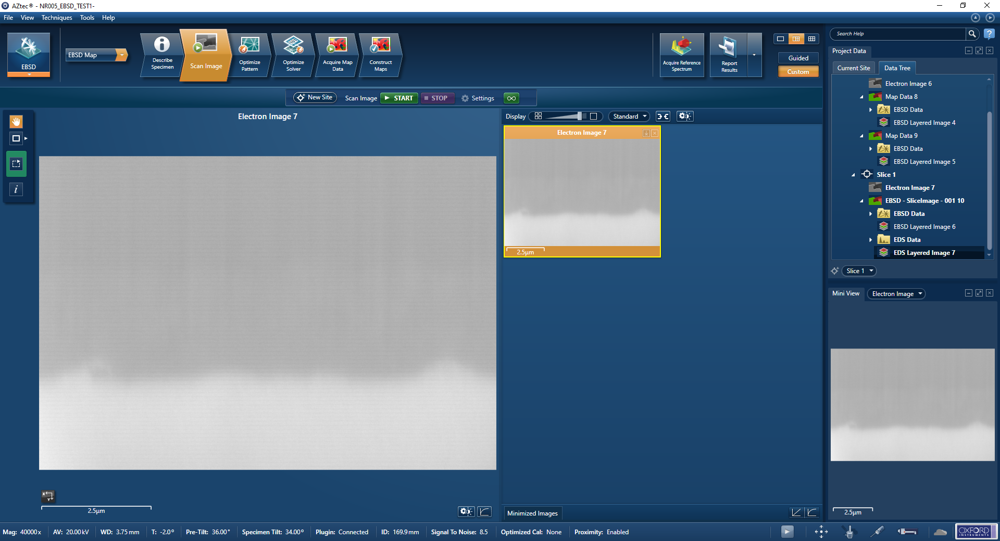 AZtec® - NR005_EBSD_TEST1-
File View Techniques Tools Help
EBSD
EBSD Map
Describe
Specimen
Scan Image
Optimize
Pattern
Optimize
Solver
Acquire Map
Data
Construct
Maps
Acquire Reference
Spectrum
Report
Results
Guided
Custom
Search Help
?
New Site Scan Image START STOP Settings
Electron Image 7
i
X
Y
2.5µm
Display Standard
Electron Image 7
2.5µm
Minimized Images
Project Data
Current Site Data Tree
Electron Image 6
Map Data 8
EBSD Data
EBSD Layered Image 4
Map Data 9
EBSD Data
EBSD Layered Image 5
Slice 1
Electron Image 7
EBSD - SliceImage - 001 10
EBSD Data
EBSD Layered Image 6
EDS Data
EDS Layered Image 7
Slice 1
Mini View Electron Image
2.5µm
Mag: 40000 x AV: 20.00 kV WD: 3.75 mm T: -2.0° Pre-Tilt: 36.00° Specimen Tilt: 34.00° Plugin: Connected ID: 169.9 mm Signal To Noise: 8.5 Optimized Cal: None Proximity: Enabled
OXFORD
INSTRUMENTS